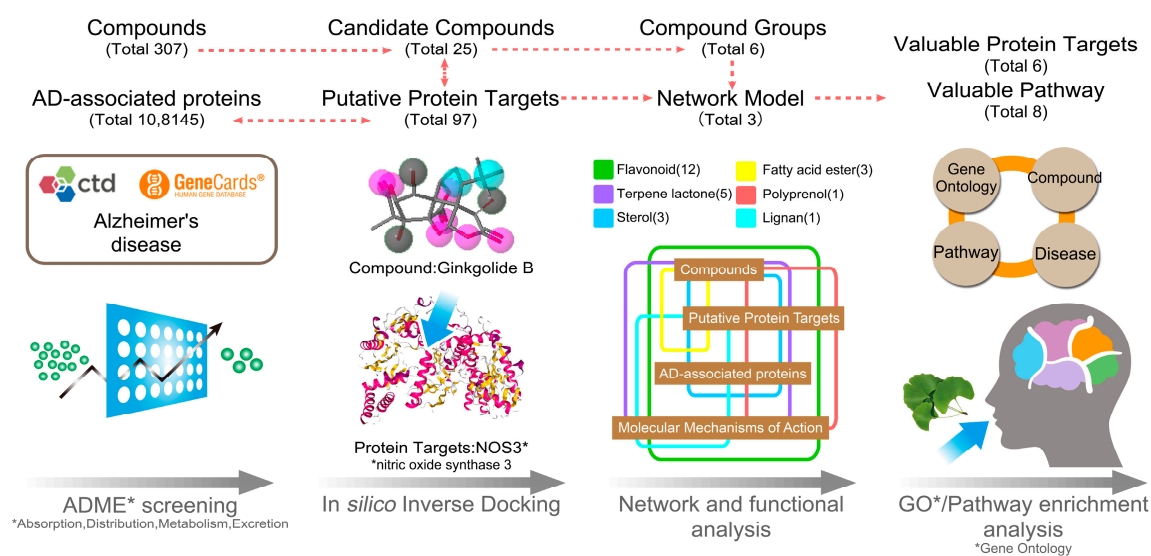 Compounds
(Total 307)
Candidate Compounds
(Total 25)
Compound Groups
(Total 6)
Valuable Protein Targets
(Total 6)
Valuable Pathway
(Total 8)
AD-associated proteins
(Total 10,8145)
Putative Protein Targets
(Total 97)
Network Model
(Total 3)
ctd
GeneCards®
HUMAN GENE DATABASE
Alzheimer's
disease
Compound:Ginkgolide B
Protein Targets:NOS3*
*nitric oxide synthase 3
Flavonoid(12)
Fatty acid ester(3)
Terpene lactone(5)
Polyprenol(1)
Sterol(3)
Lignan(1)
Compounds
Putative Protein Targets
AD-associated proteins
Molecular Mechanisms of Action
Gene
Ontology
Compound
Pathway
Disease
ADME* screening
*Absorption,Distribution,Metabolism,Excretion
In silico Inverse Docking
Network and functional
analysis
GO*/Pathway enrichment
analysis
*Gene Ontology